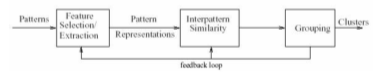 Patterns
Feature
Selection/
Extraction
Pattern
Representations
Interpattern
Similarity
Grouping
Clusters
feedback loop